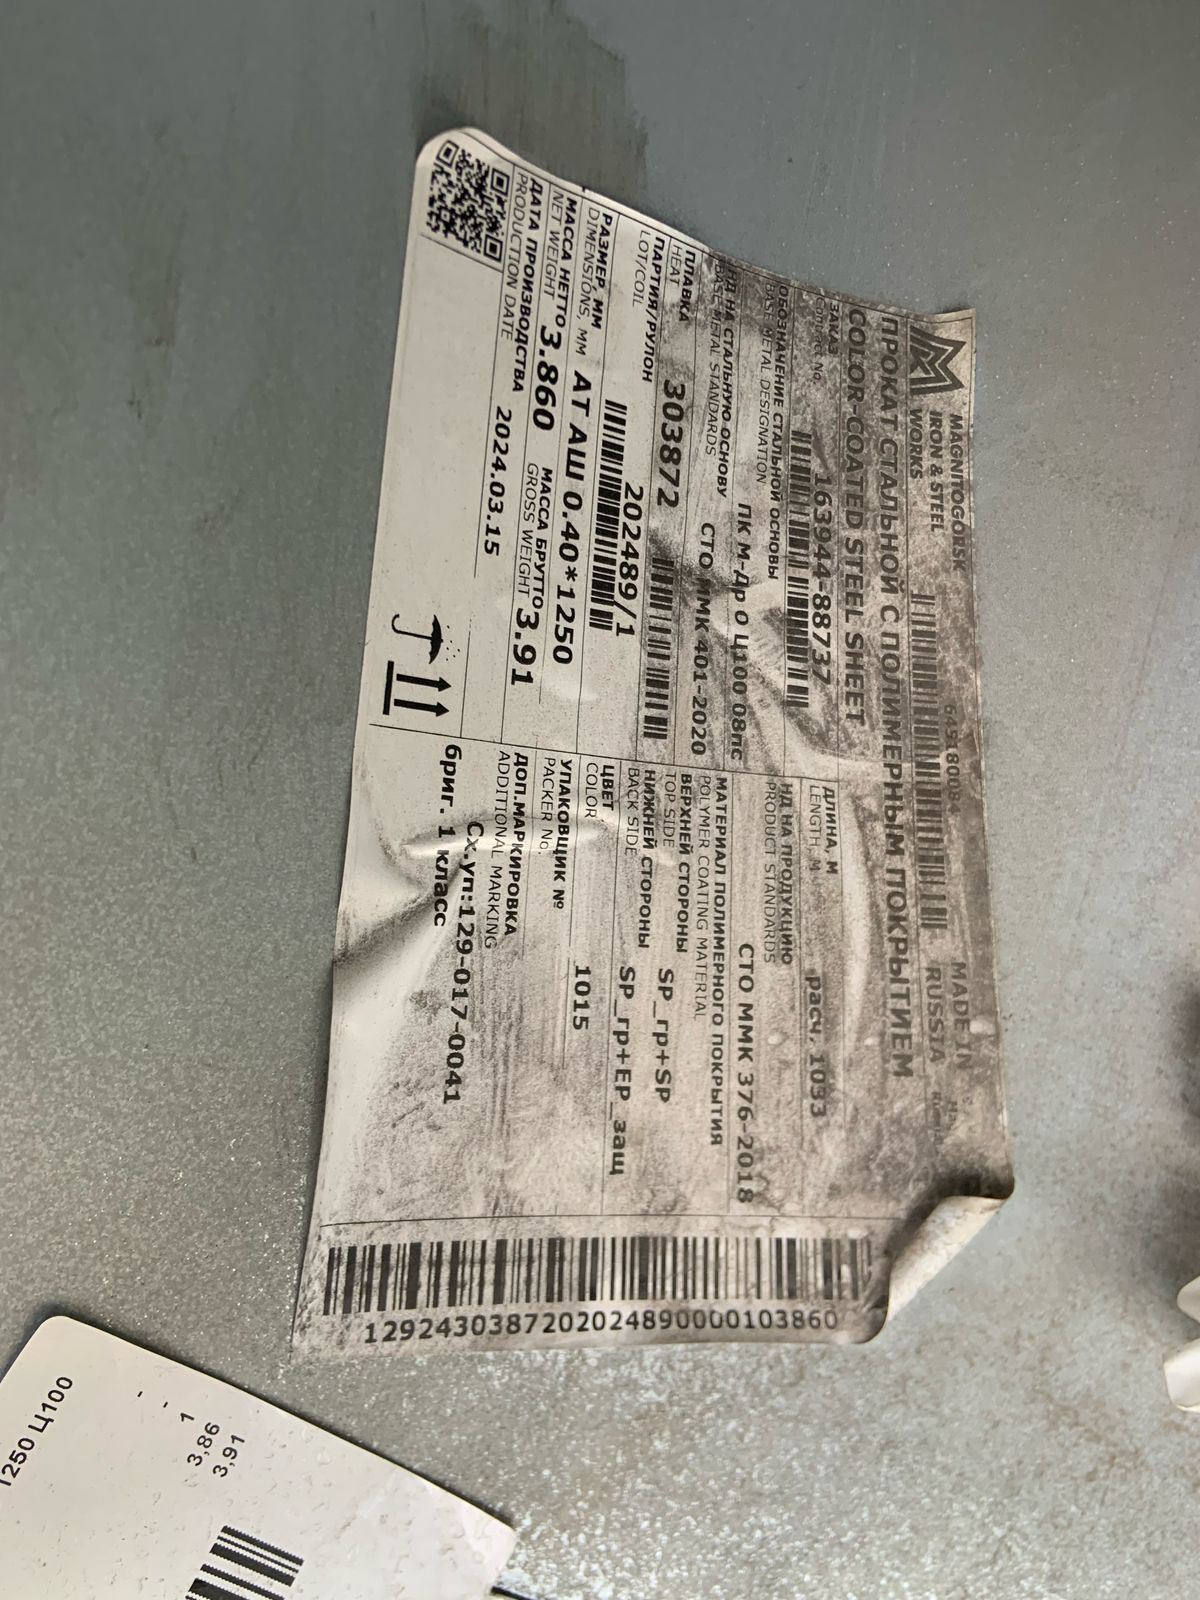 MAGNITOGORSK
IRON & STEEL
WORKS
64518008
MADE IN
RUSSIA
ПРОКАТ СТАЛЬНОЙ С ПОЛИМЕРНЫМ ПОКРЫТИЕМ
COLOR-COATED STEEL SHEET
ЗАКАЗ
Contract No.
163944-88737
ОБОЗНАЧЕНИЕ СТАЛЬНОЙ ОСНОВЫ
BASE METAL DESIGNATION
ПК М-Др 0 Ц100 08пс
НД НА СТАЛЬНУЮ ОСНОВУ
BASE METAL STANDARDS
СТО ММК 401-2020
ПЛАВКА
HEAT
303872
ПАРТИЯ/РУЛОН
LOT/COIL
202489/1
РАЗМЕР, ММ
DIMENSIONS, MM
АТ АШ 0.40*1250
МАССА НЕТТО
NET WEIGHT
3.860
МАССА БРУТТО
GROSS WEIGHT
3.91
ДАТА ПРОИЗВОДСТВА
PRODUCTION DATE
2024.03.15
ДЛИНА, М
LENGTH, M
расч, 1033
НД НА ПРОДУКЦИЮ
PRODUCT STANDARDS
СТО ММК 376-2018
МАТЕРИАЛ ПОЛИМЕРНОГО ПОКРЫТИЯ
POLYMER COATING MATERIAL
ВЕРХНЕЙ СТОРОНЫ
TOP SIDE
SP_гр+SP
НИЖНЕЙ СТОРОНЫ
BACK SIDE
SP_гр+EP_защ
ЦВЕТ
COLOR
1015
УПАКОВЩИК №
PACKER No.
ДОП.МАРКИРОВКА
ADDITIONAL MARKING
Сх.уп:129-017-0041
бриг. 1 класс
129243038720202489000010386​0
1250 Ц100
-
1
3,86
3,91